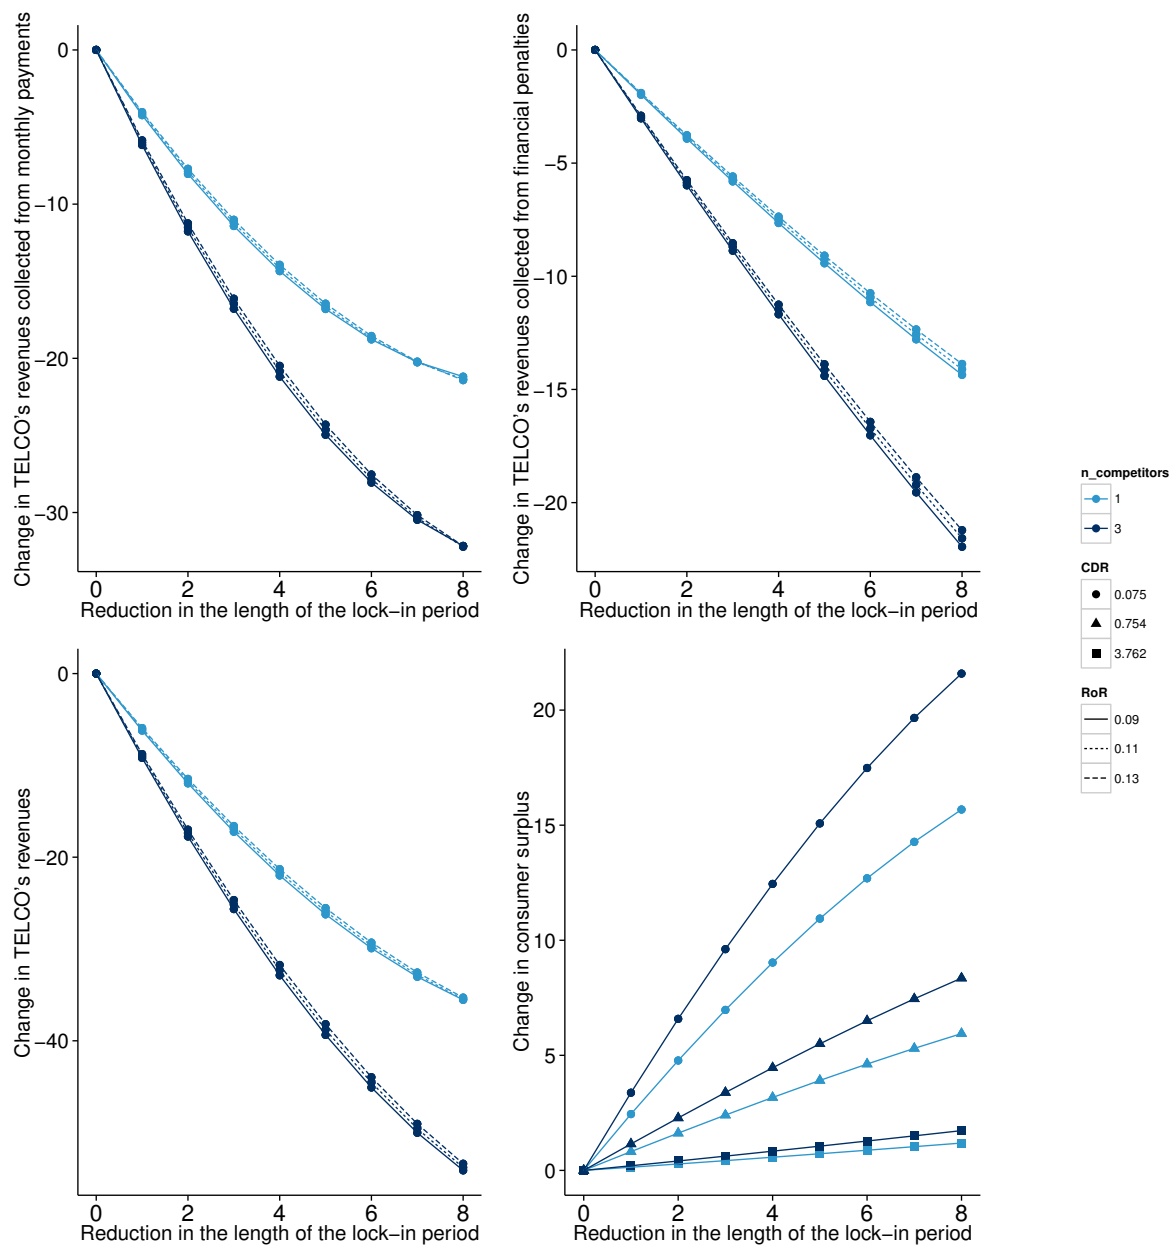 Change in TELCO's revenues collected from monthly payments
0
−10
−20
−30
0 2 4 6 8
Reduction in the length of the lock−in period
Change in TELCO's revenues collected from financial penalties
0
−5
−10
−15
−20
0 2 4 6 8
Reduction in the length of the lock−in period
Change in TELCO's revenues
0
−20
−40
0 2 4 6 8
Reduction in the length of the lock−in period
Change in consumer surplus
20
15
10
5
0
0 2 4 6 8
Reduction in the length of the lock−in period
n_competitors
1
3
CDR
0.075
0.754
3.762
RoR
0.09
0.11
0.13